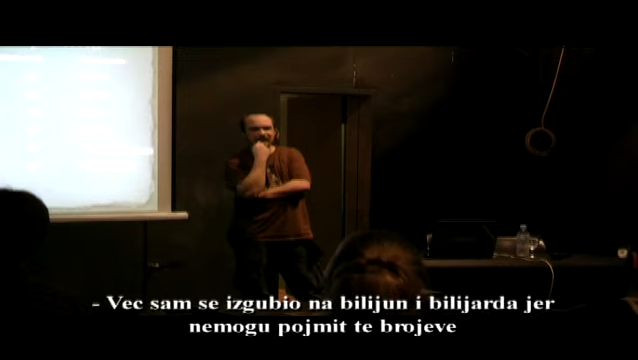 - Vec sam se izgubio na bilijun i bilijarda jer
nemogu pojmit te brojeve